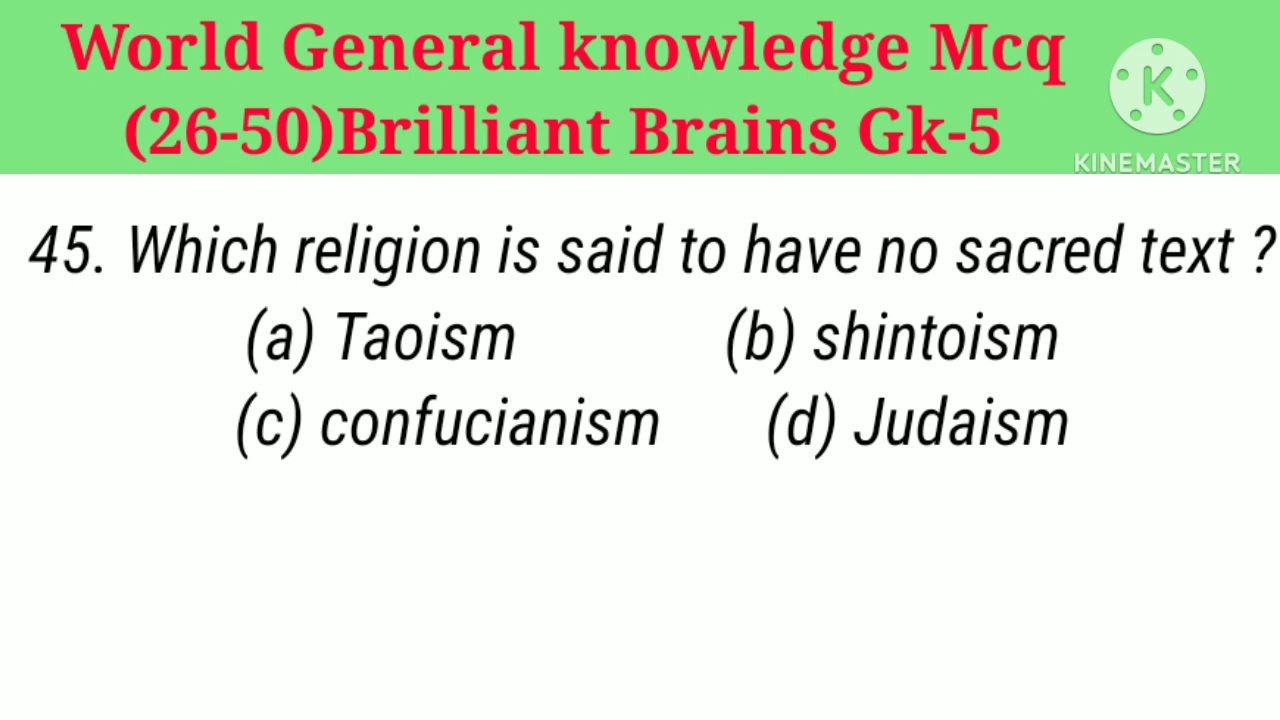 World General knowledge Mcq
(26-50)Brilliant Brains Gk-5
K
KINEMASTER
45. Which religion is said to have no sacred text ?
(a) Taoism (b) shintoism
(c) confucianism (d) Judaism